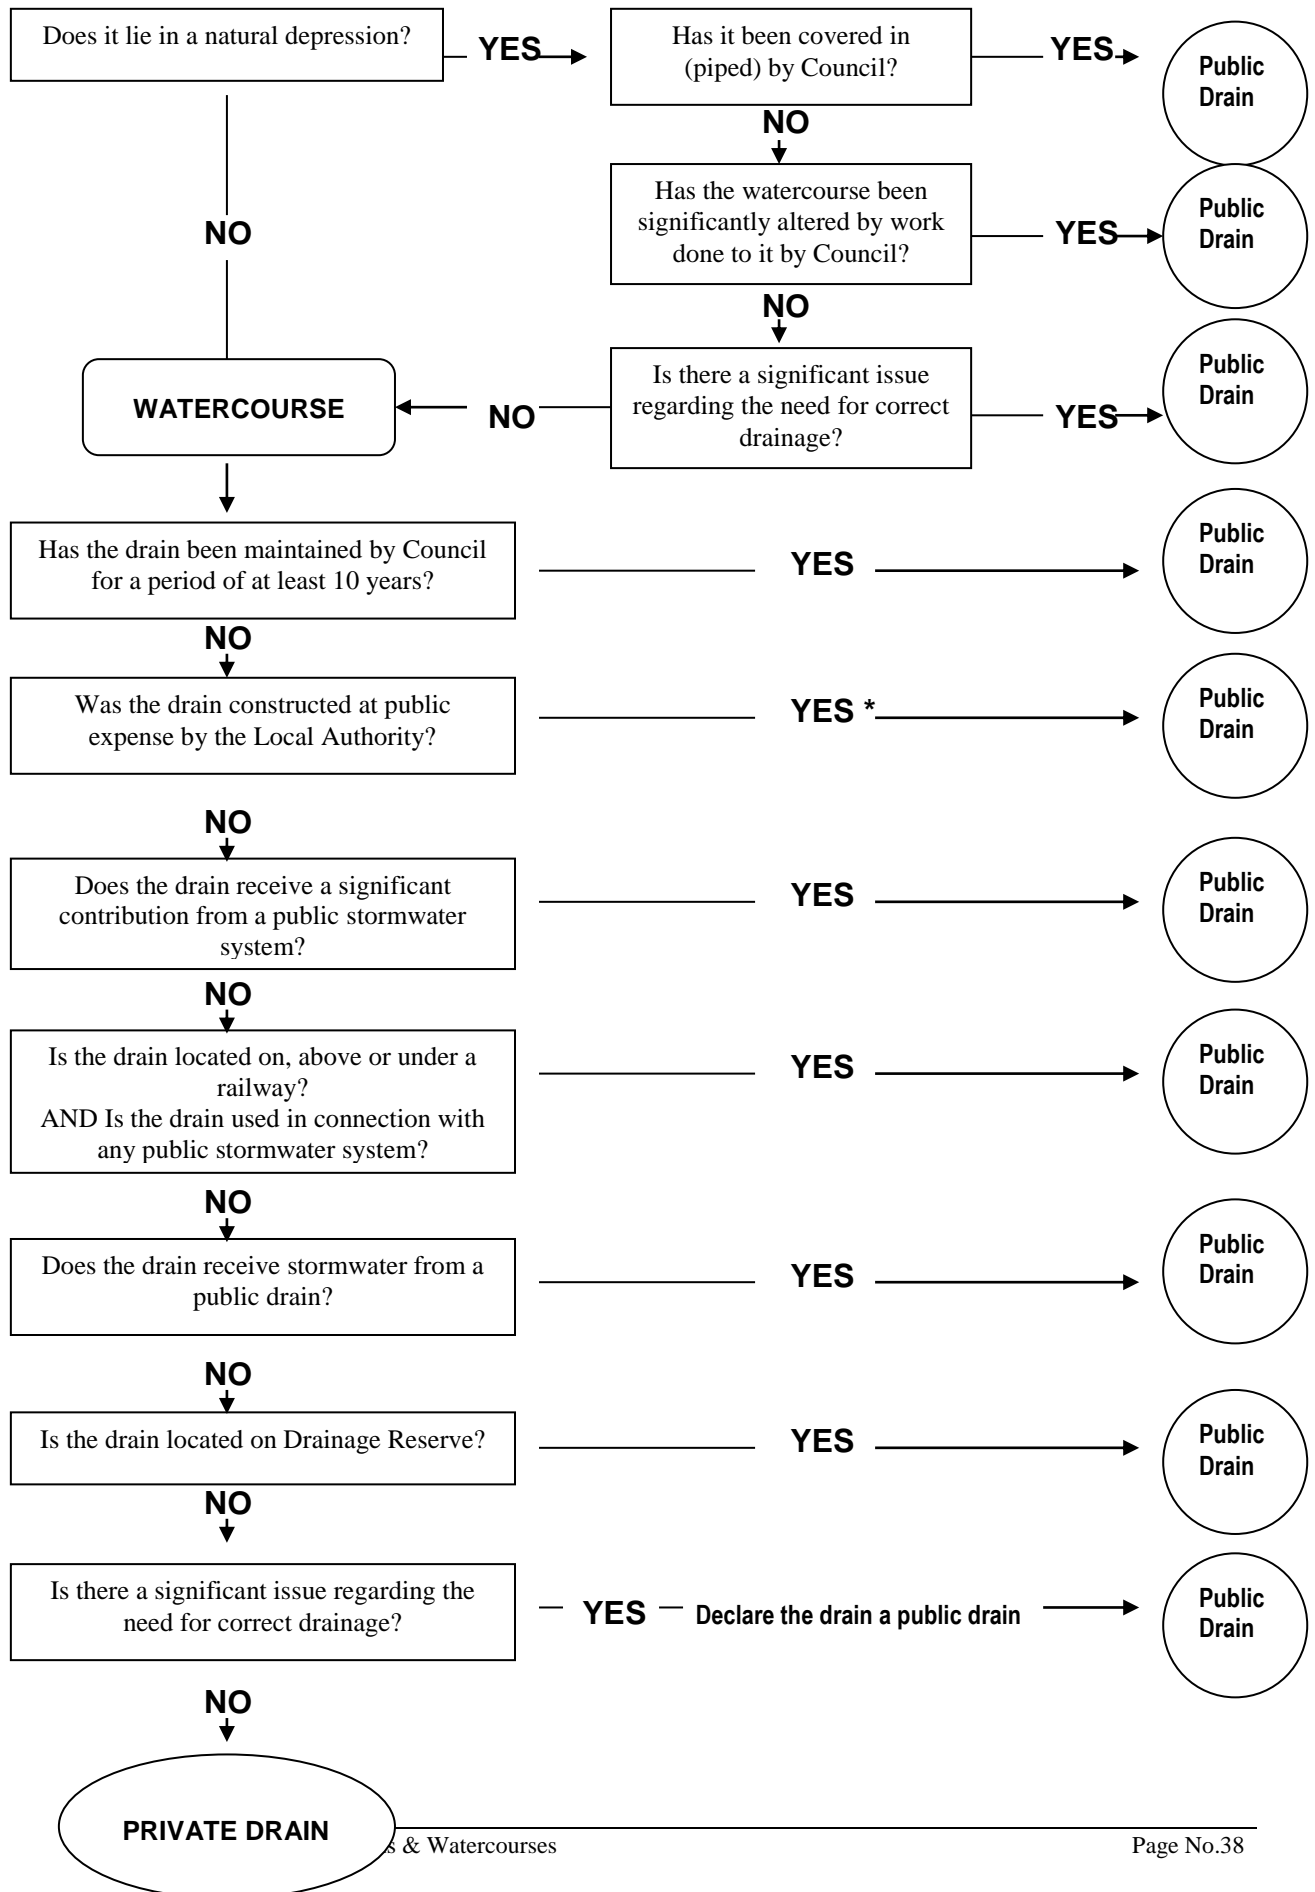 Does it lie in a natural depression?
YES
Has it been covered in
(piped) by Council?
YES
Public
Drain
NO
Has the watercourse been
significantly altered by work
done to it by Council?
YES
Public
Drain
NO
NO
Is there a significant issue
regarding the need for correct
drainage?
YES
Public
Drain
NO
WATERCOURSE
Has the drain been maintained by Council
for a period of at least 10 years?
YES
Public
Drain
NO
Was the drain constructed at public
expense by the Local Authority?
YES *
Public
Drain
NO
Does the drain receive a significant
contribution from a public stormwater
system?
YES
Public
Drain
NO
Is the drain located on, above or under a
railway?
AND Is the drain used in connection with
any public stormwater system?
YES
Public
Drain
NO
Does the drain receive stormwater from a
public drain?
YES
Public
Drain
NO
Is the drain located on Drainage Reserve?
YES
Public
Drain
NO
Is there a significant issue regarding the
need for correct drainage?
YES
Declare the drain a public drain
Public
Drain
NO
PRIVATE DRAIN
& Watercourses
Page No.38